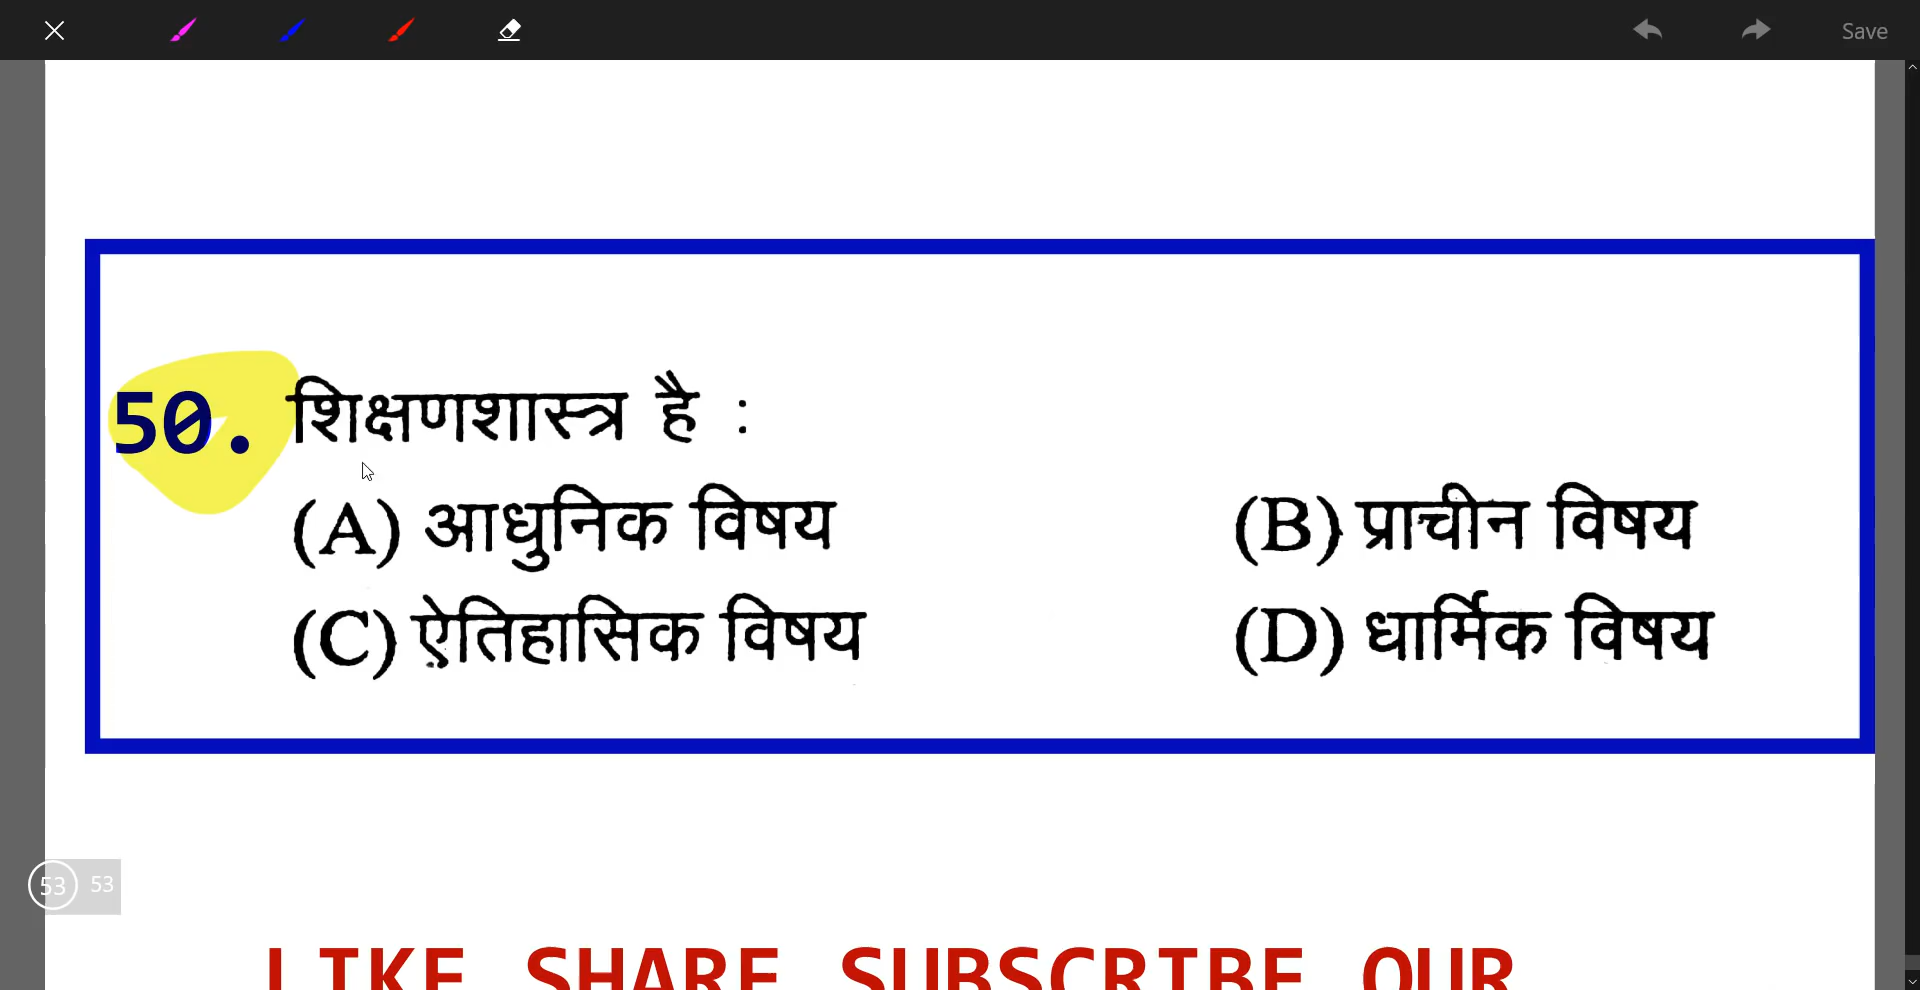 Save
50. शिक्षणशास्त्र है :
(A) आधुनिक विषय (B) प्राचीन विषय
(C) ऐतिहासिक विषय (D) धार्मिक विषय
53 53
LIKE SHARE SUBSCRIBE OUR